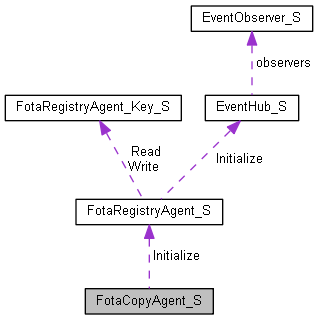 EventObserver_S
observers
FotaRegistryAgent_Key_S
EventHub_S
Read
Write
Initialize
FotaRegistryAgent_S
Initialize
FotaCopyAgent_S